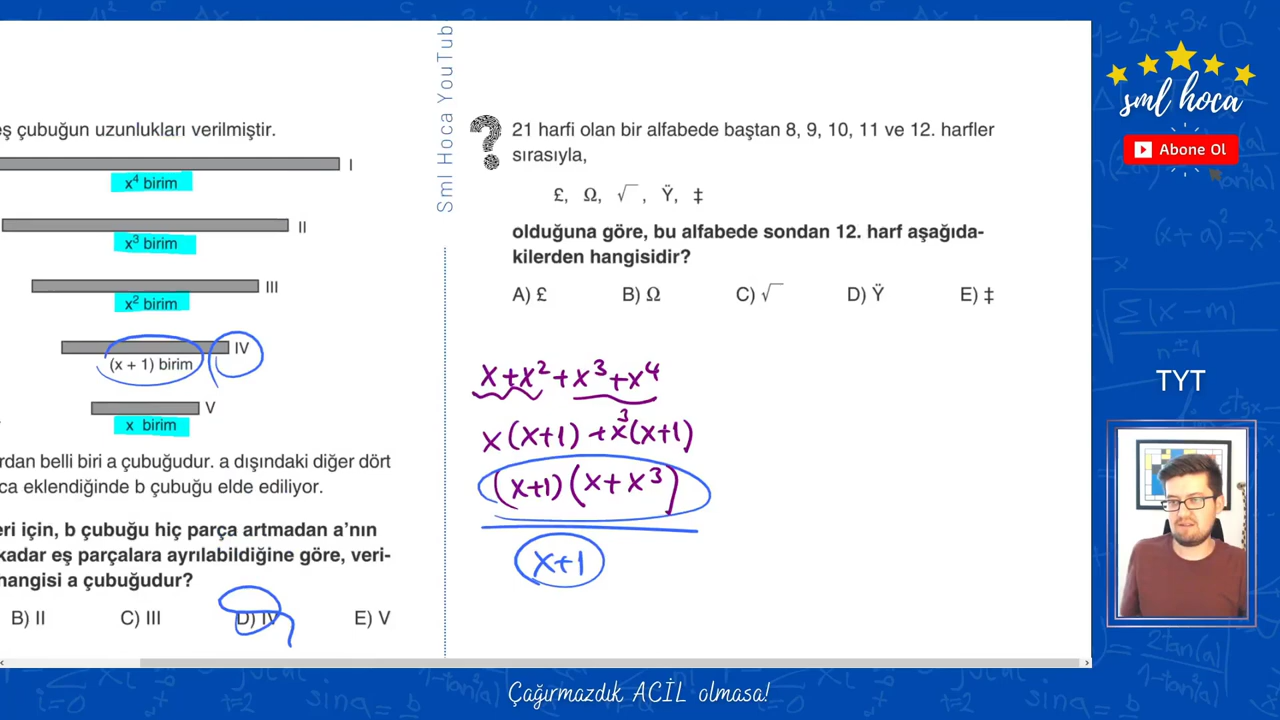 eş çubuğun uzunlukları verilmiştir.
I
x⁴ birim
II
x³ birim
III
x² birim
IV
(x + 1) birim
V
x birim
rdan belli biri a çubuğudur. a dışındaki diğer dört
ca eklendiğinde b çubuğu elde ediliyor.
eri için, b çubuğu hiç parça artmadan a’nın
kadar eş parçalara ayrılabildiğine göre, veri-
hangisi a çubuğudur?
B) II C) III D) IV E) V
Sml Hoca YouTub
?
21 harfi olan bir alfabede baştan 8, 9, 10, 11 ve 12. harfler
sırasıyla,
£, Ω, √, Ÿ, ‡
olduğuna göre, bu alfabede sondan 12. harf aşağıda-
kilerden hangisidir?
A) £ B) Ω C) √ D) Ÿ E) ‡
x+x²+x³+x⁴
x(x+1)+x³(x+1)
(x+1)(x+x³)
x+1
sml hoca
Abone Ol
TYT
Çağırmazdık ACİL olmasa!